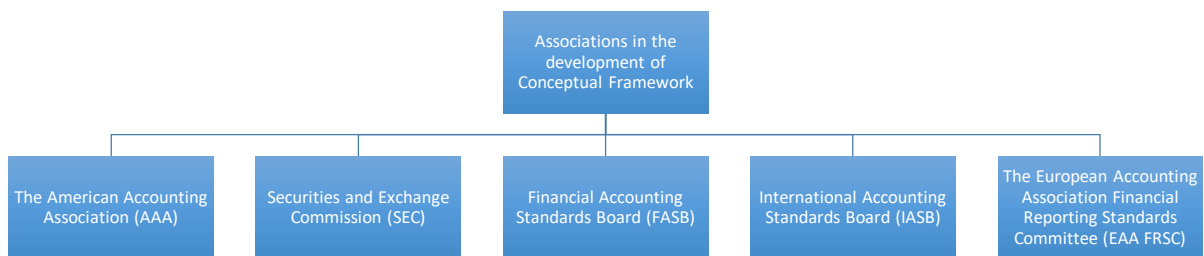 Associations in the
development of
Conceptual Framework
The American Accounting
Association (AAA)
Securities and Exchange
Commission (SEC)
Financial Accounting
Standards Board (FASB)
International Accounting
Standards Board (IASB)
The European Accounting
Association Financial
Reporting Standards
Committee (EAA FRSC)